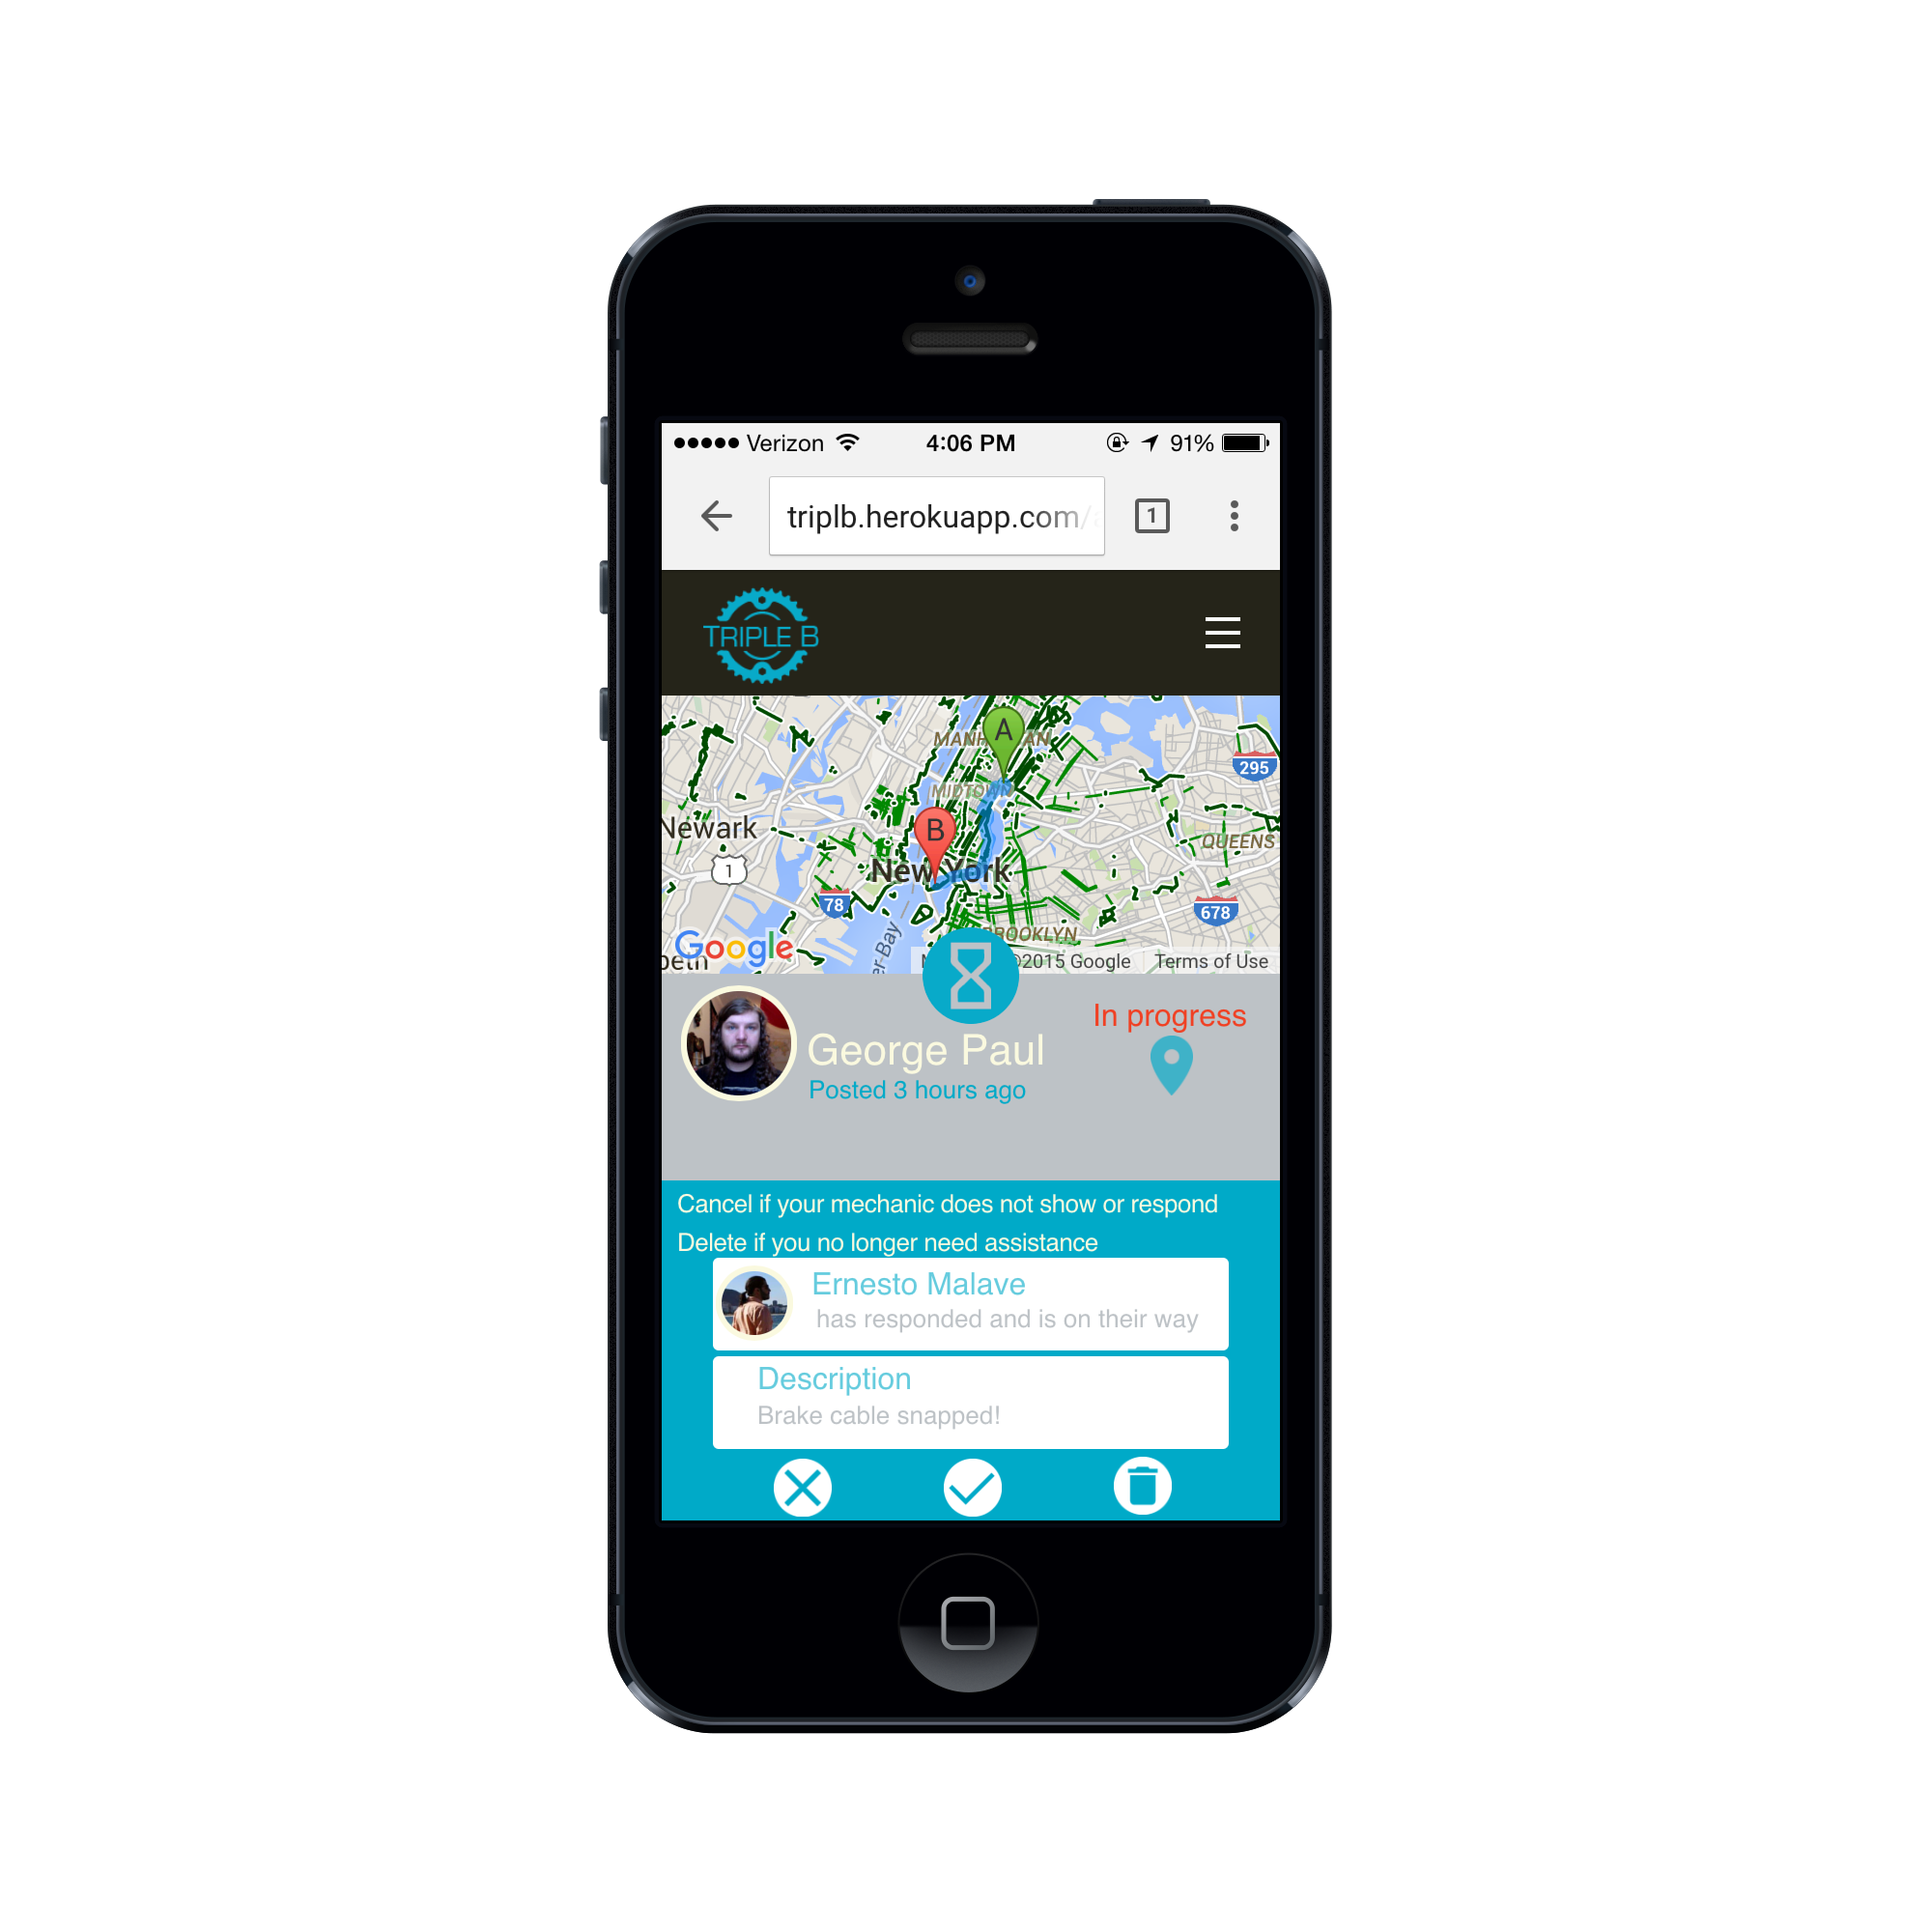 Verizon 4:06 PM 91%
triplb.herokuapp.com/
1
TRIPLE B
A
MANHATTAN
295
MIDTOWN
B
Newark
QUEENS
1
New York
78
678
BROOKLYN
Google
©2015 Google Terms of Use
In progress
George Paul
Posted 3 hours ago
Cancel if your mechanic does not show or respond
Delete if you no longer need assistance
Ernesto Malave
has responded and is on their way
Description
Brake cable snapped!